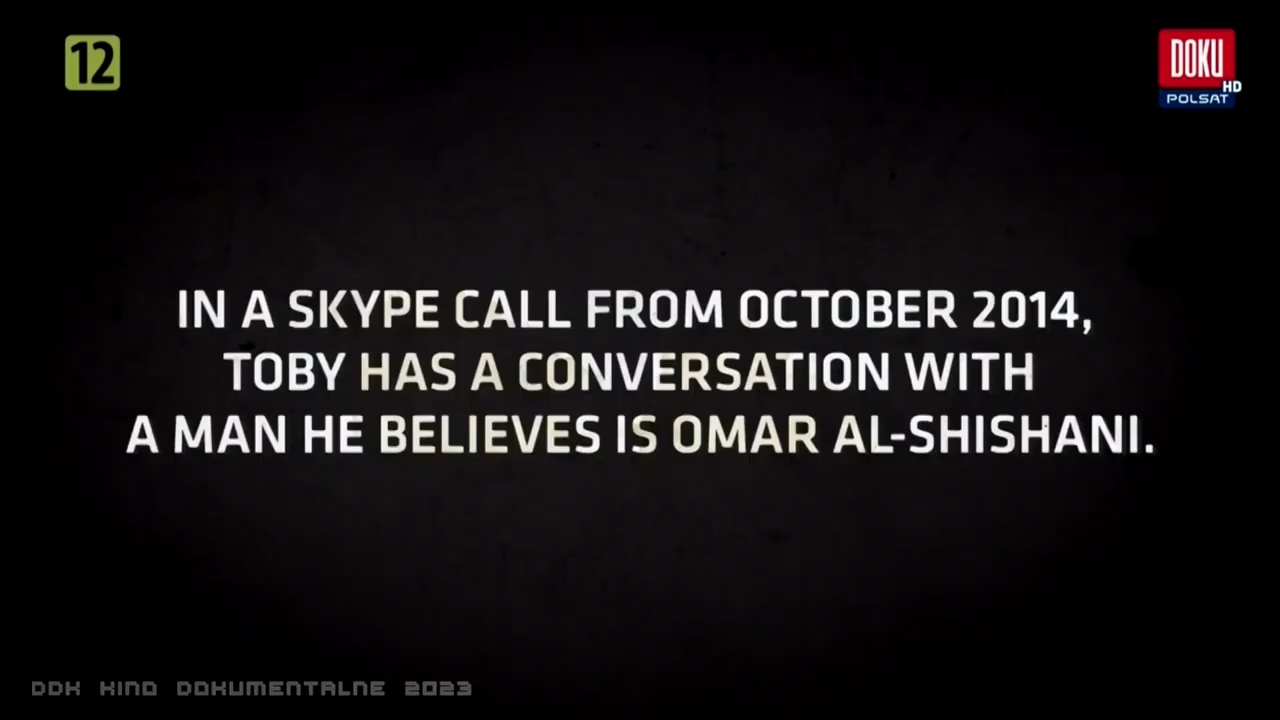 12
DOKU
HD
POLSAT
IN A SKYPE CALL FROM OCTOBER 2014,
TOBY HAS A CONVERSATION WITH
A MAN HE BELIEVES IS OMAR AL-SHISHANI.
DDK KINO DOKUMENTALNE 2023